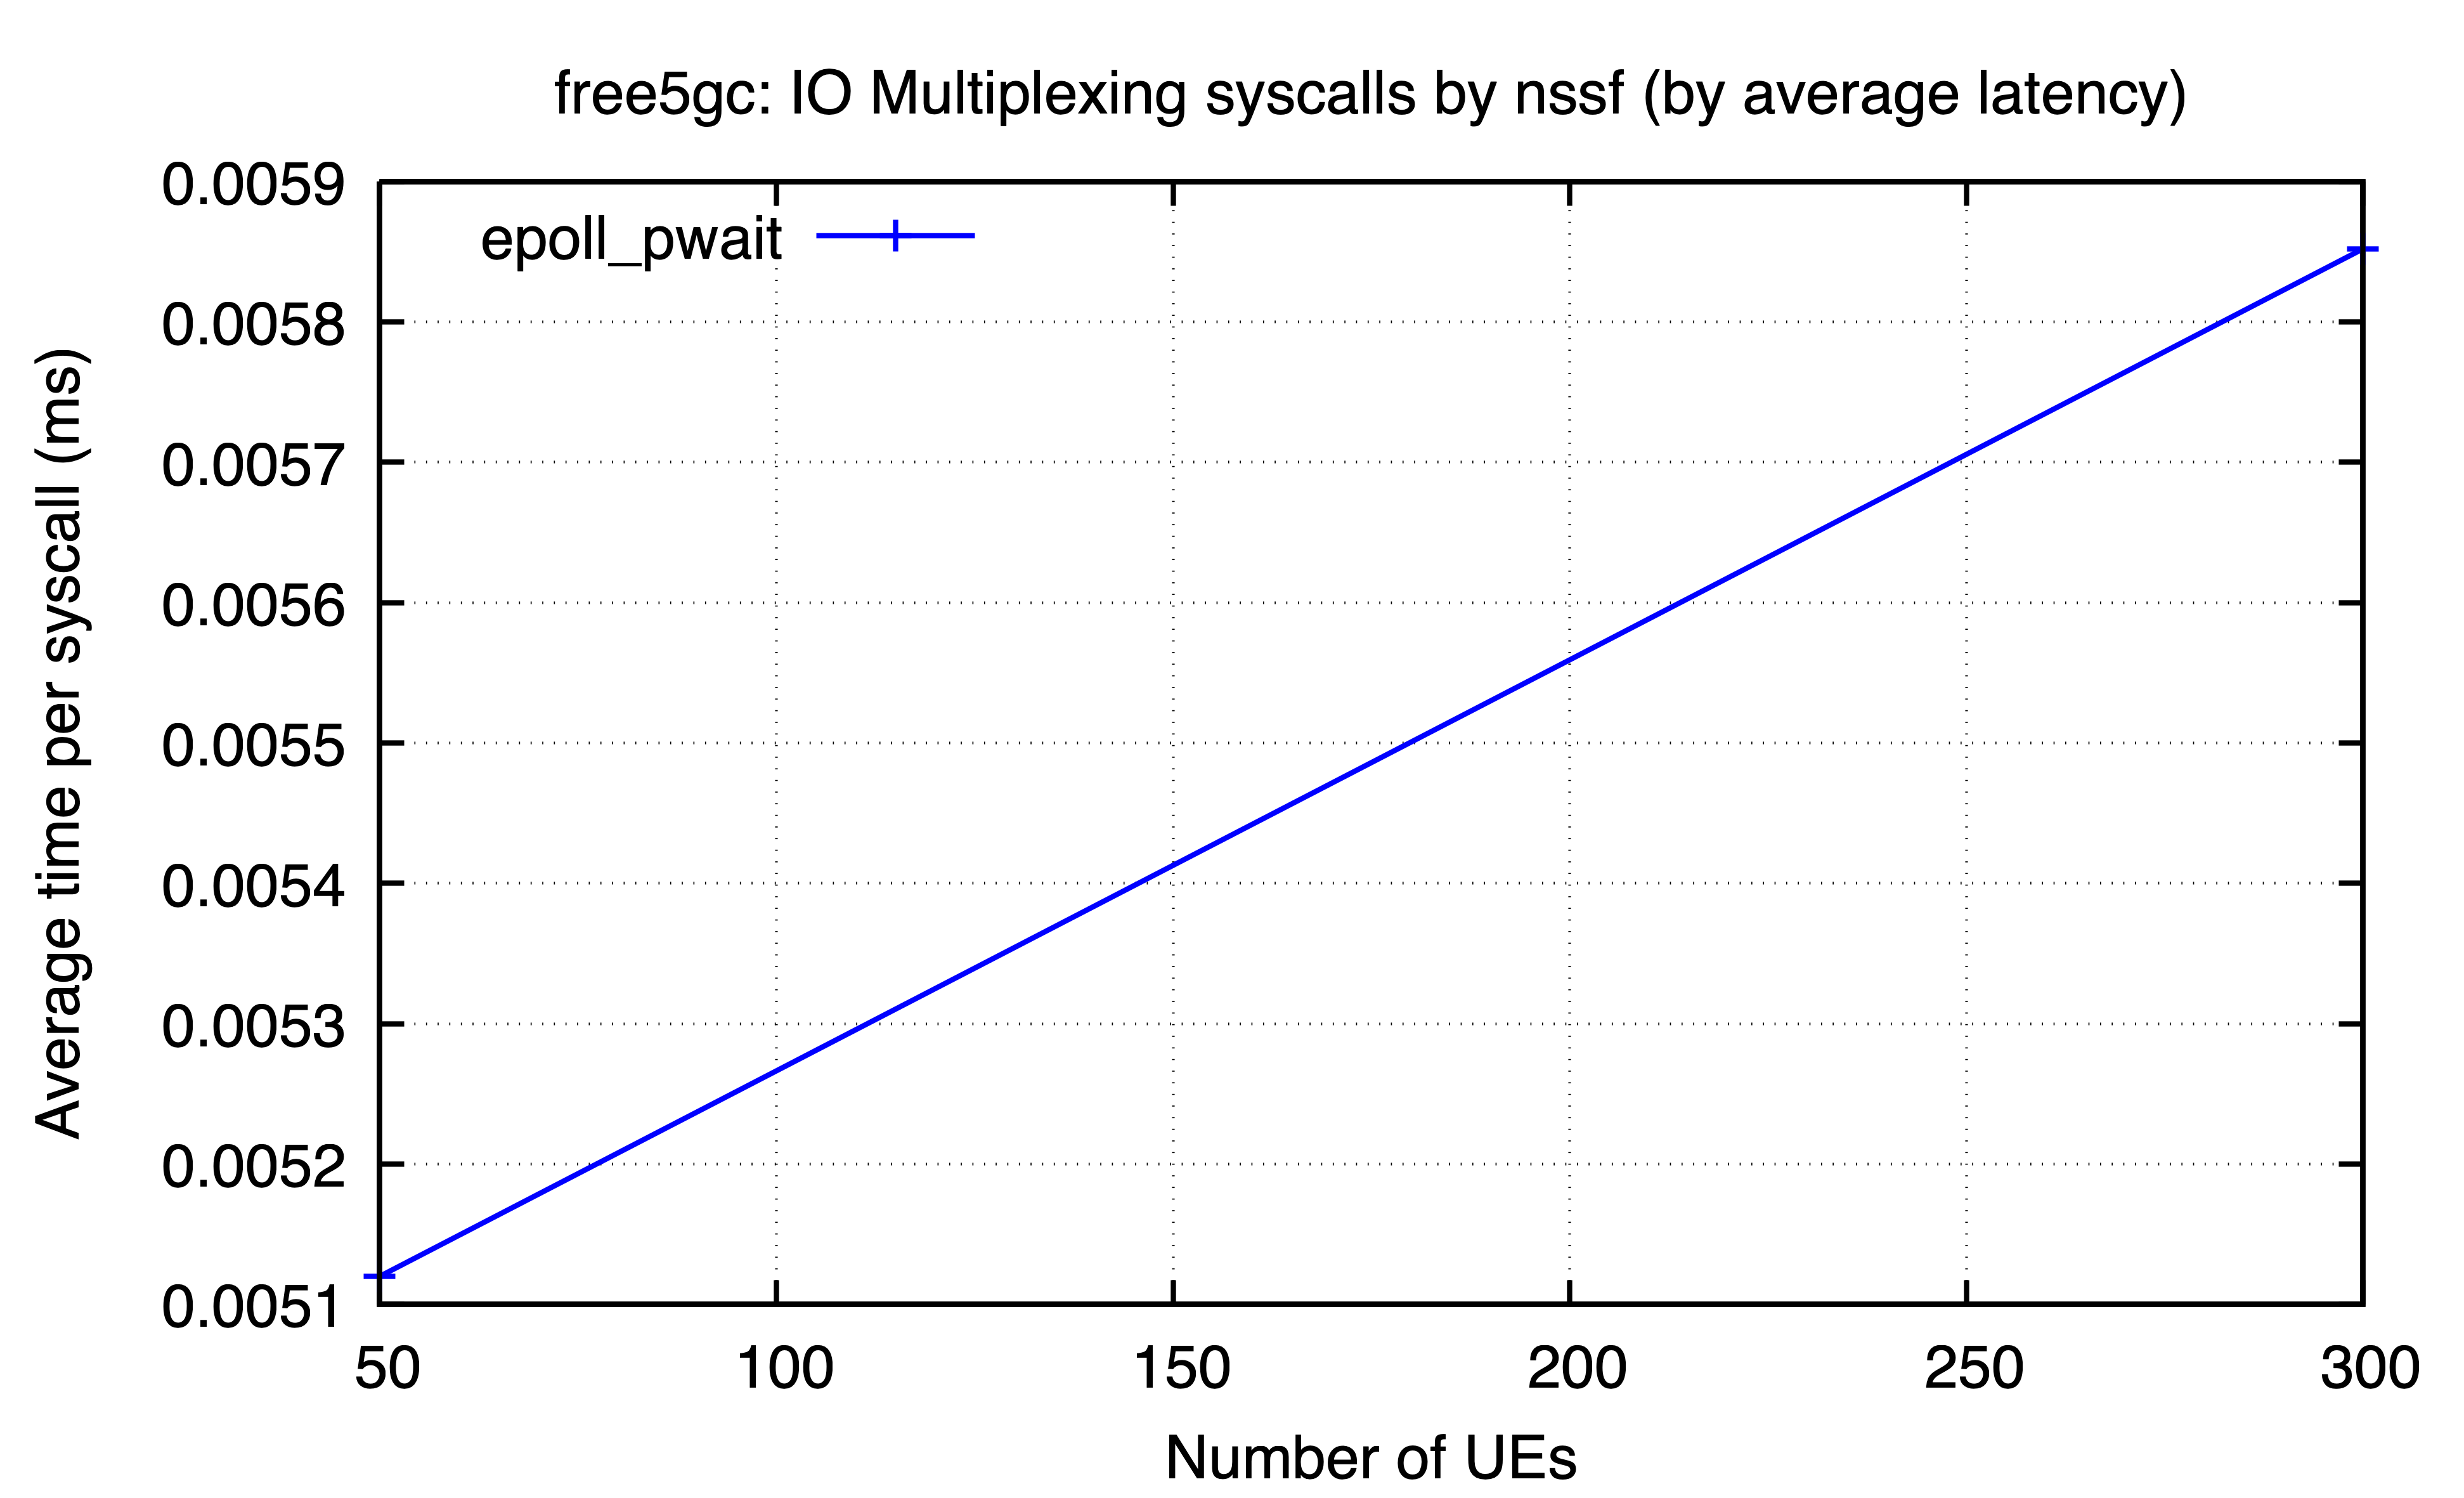 free5gc: IO Multiplexing syscalls by nssf (by average latency)
Average time per syscall (ms)
0.0059
0.0058
0.0057
0.0056
0.0055
0.0054
0.0053
0.0052
0.0051
epoll_pwait
50 100 150 200 250 300
Number of UEs